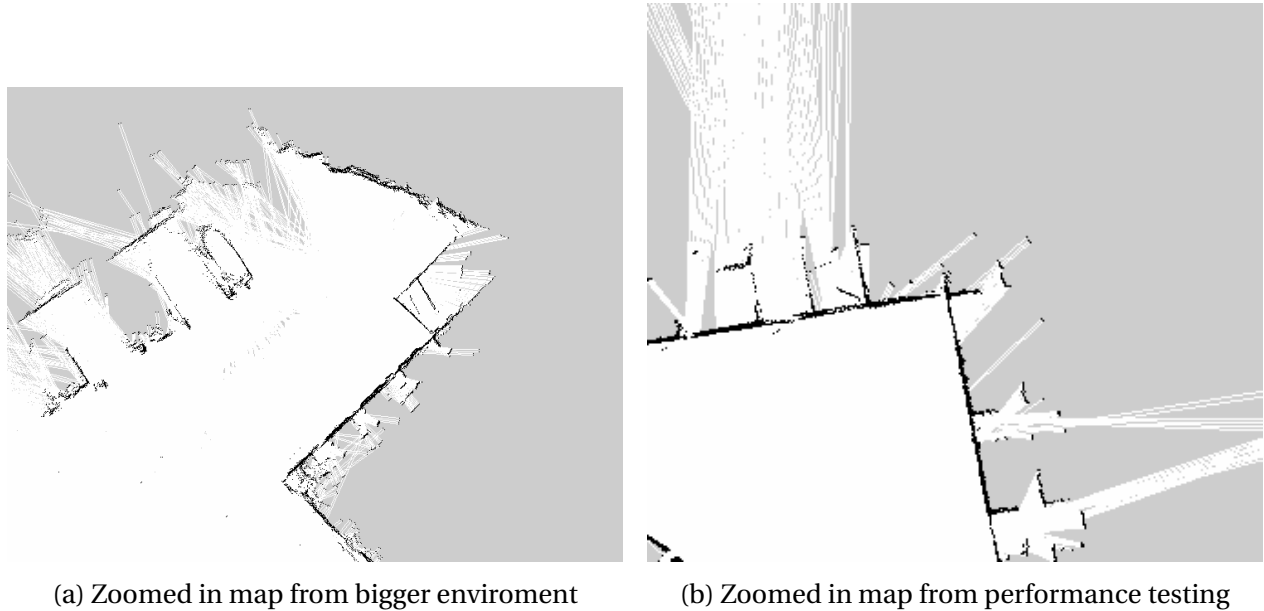 (a) Zoomed in map from bigger enviroment
(b) Zoomed in map from performance testing